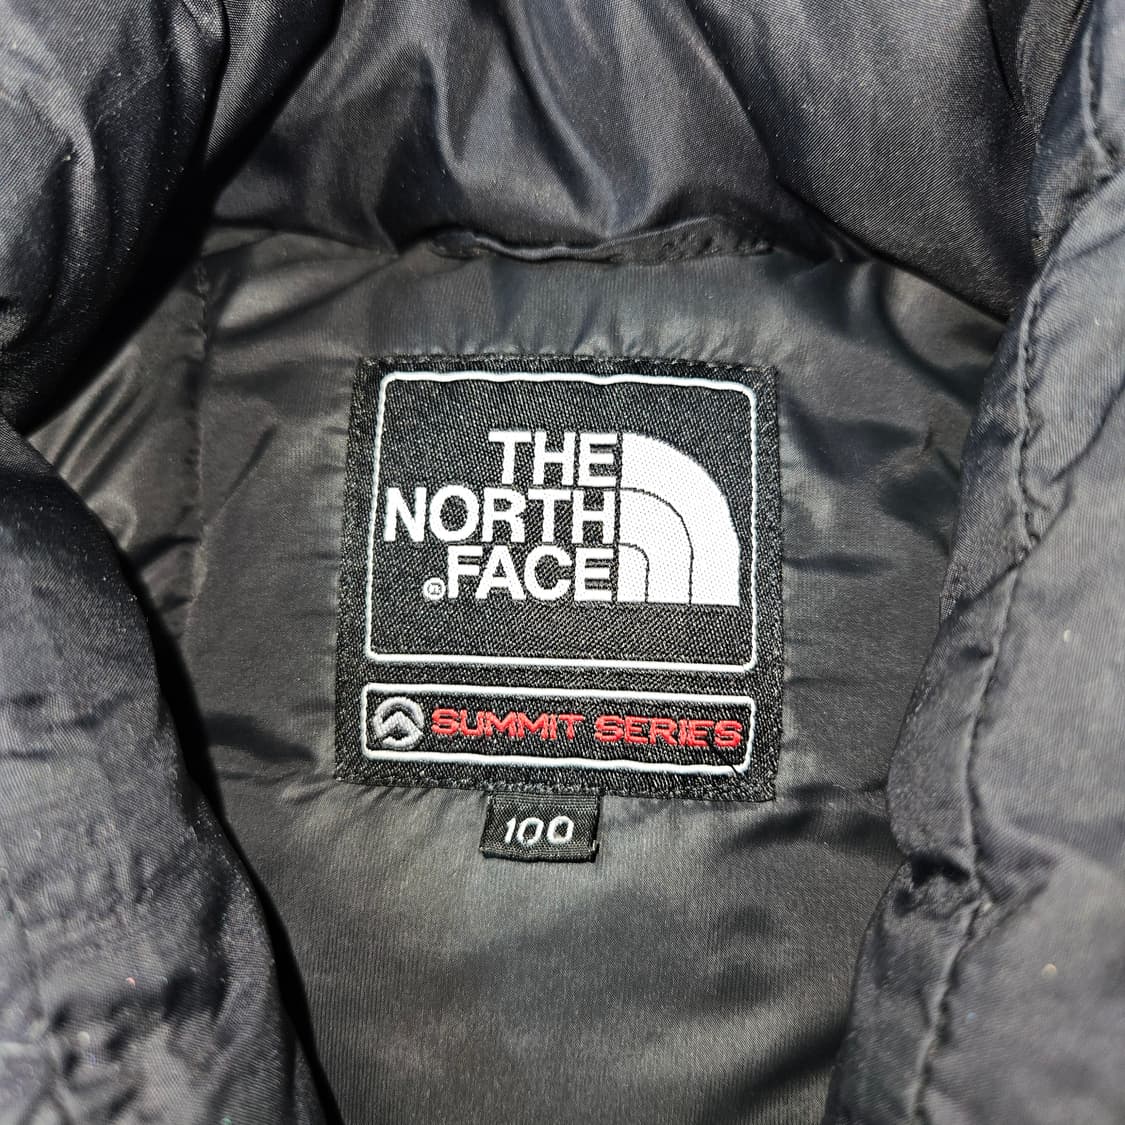 THE
NORTH
®FACE
SUMMIT SERIES
100